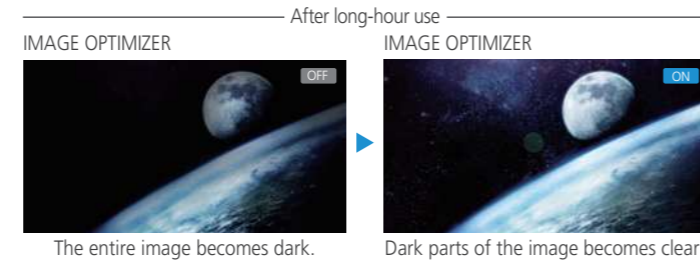 After long-hour use
IMAGE OPTIMIZER
IMAGE OPTIMIZER
OFF
ON
The entire image becomes dark.
Dark parts of the image becomes clear